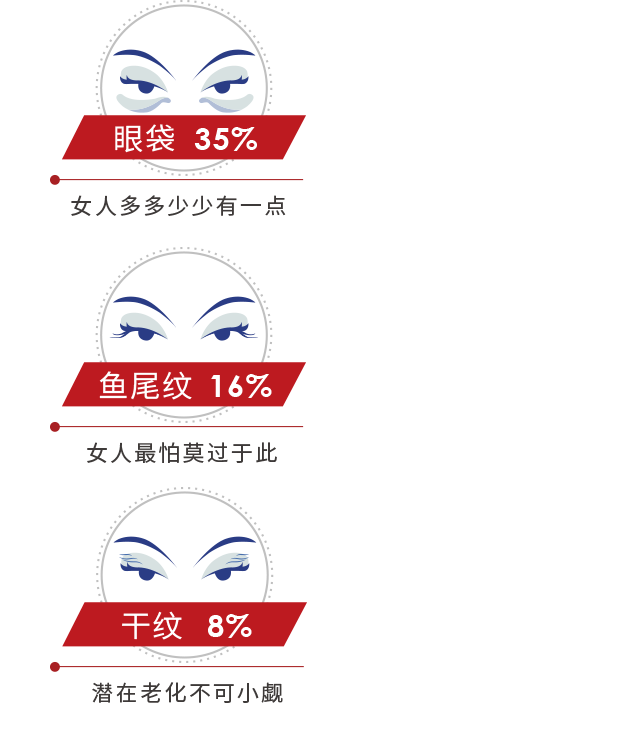 眼袋 35%
女人多多少少有一点
鱼尾纹 16%
女人最怕莫过于此
干纹 8%
潜在老化不可小觑